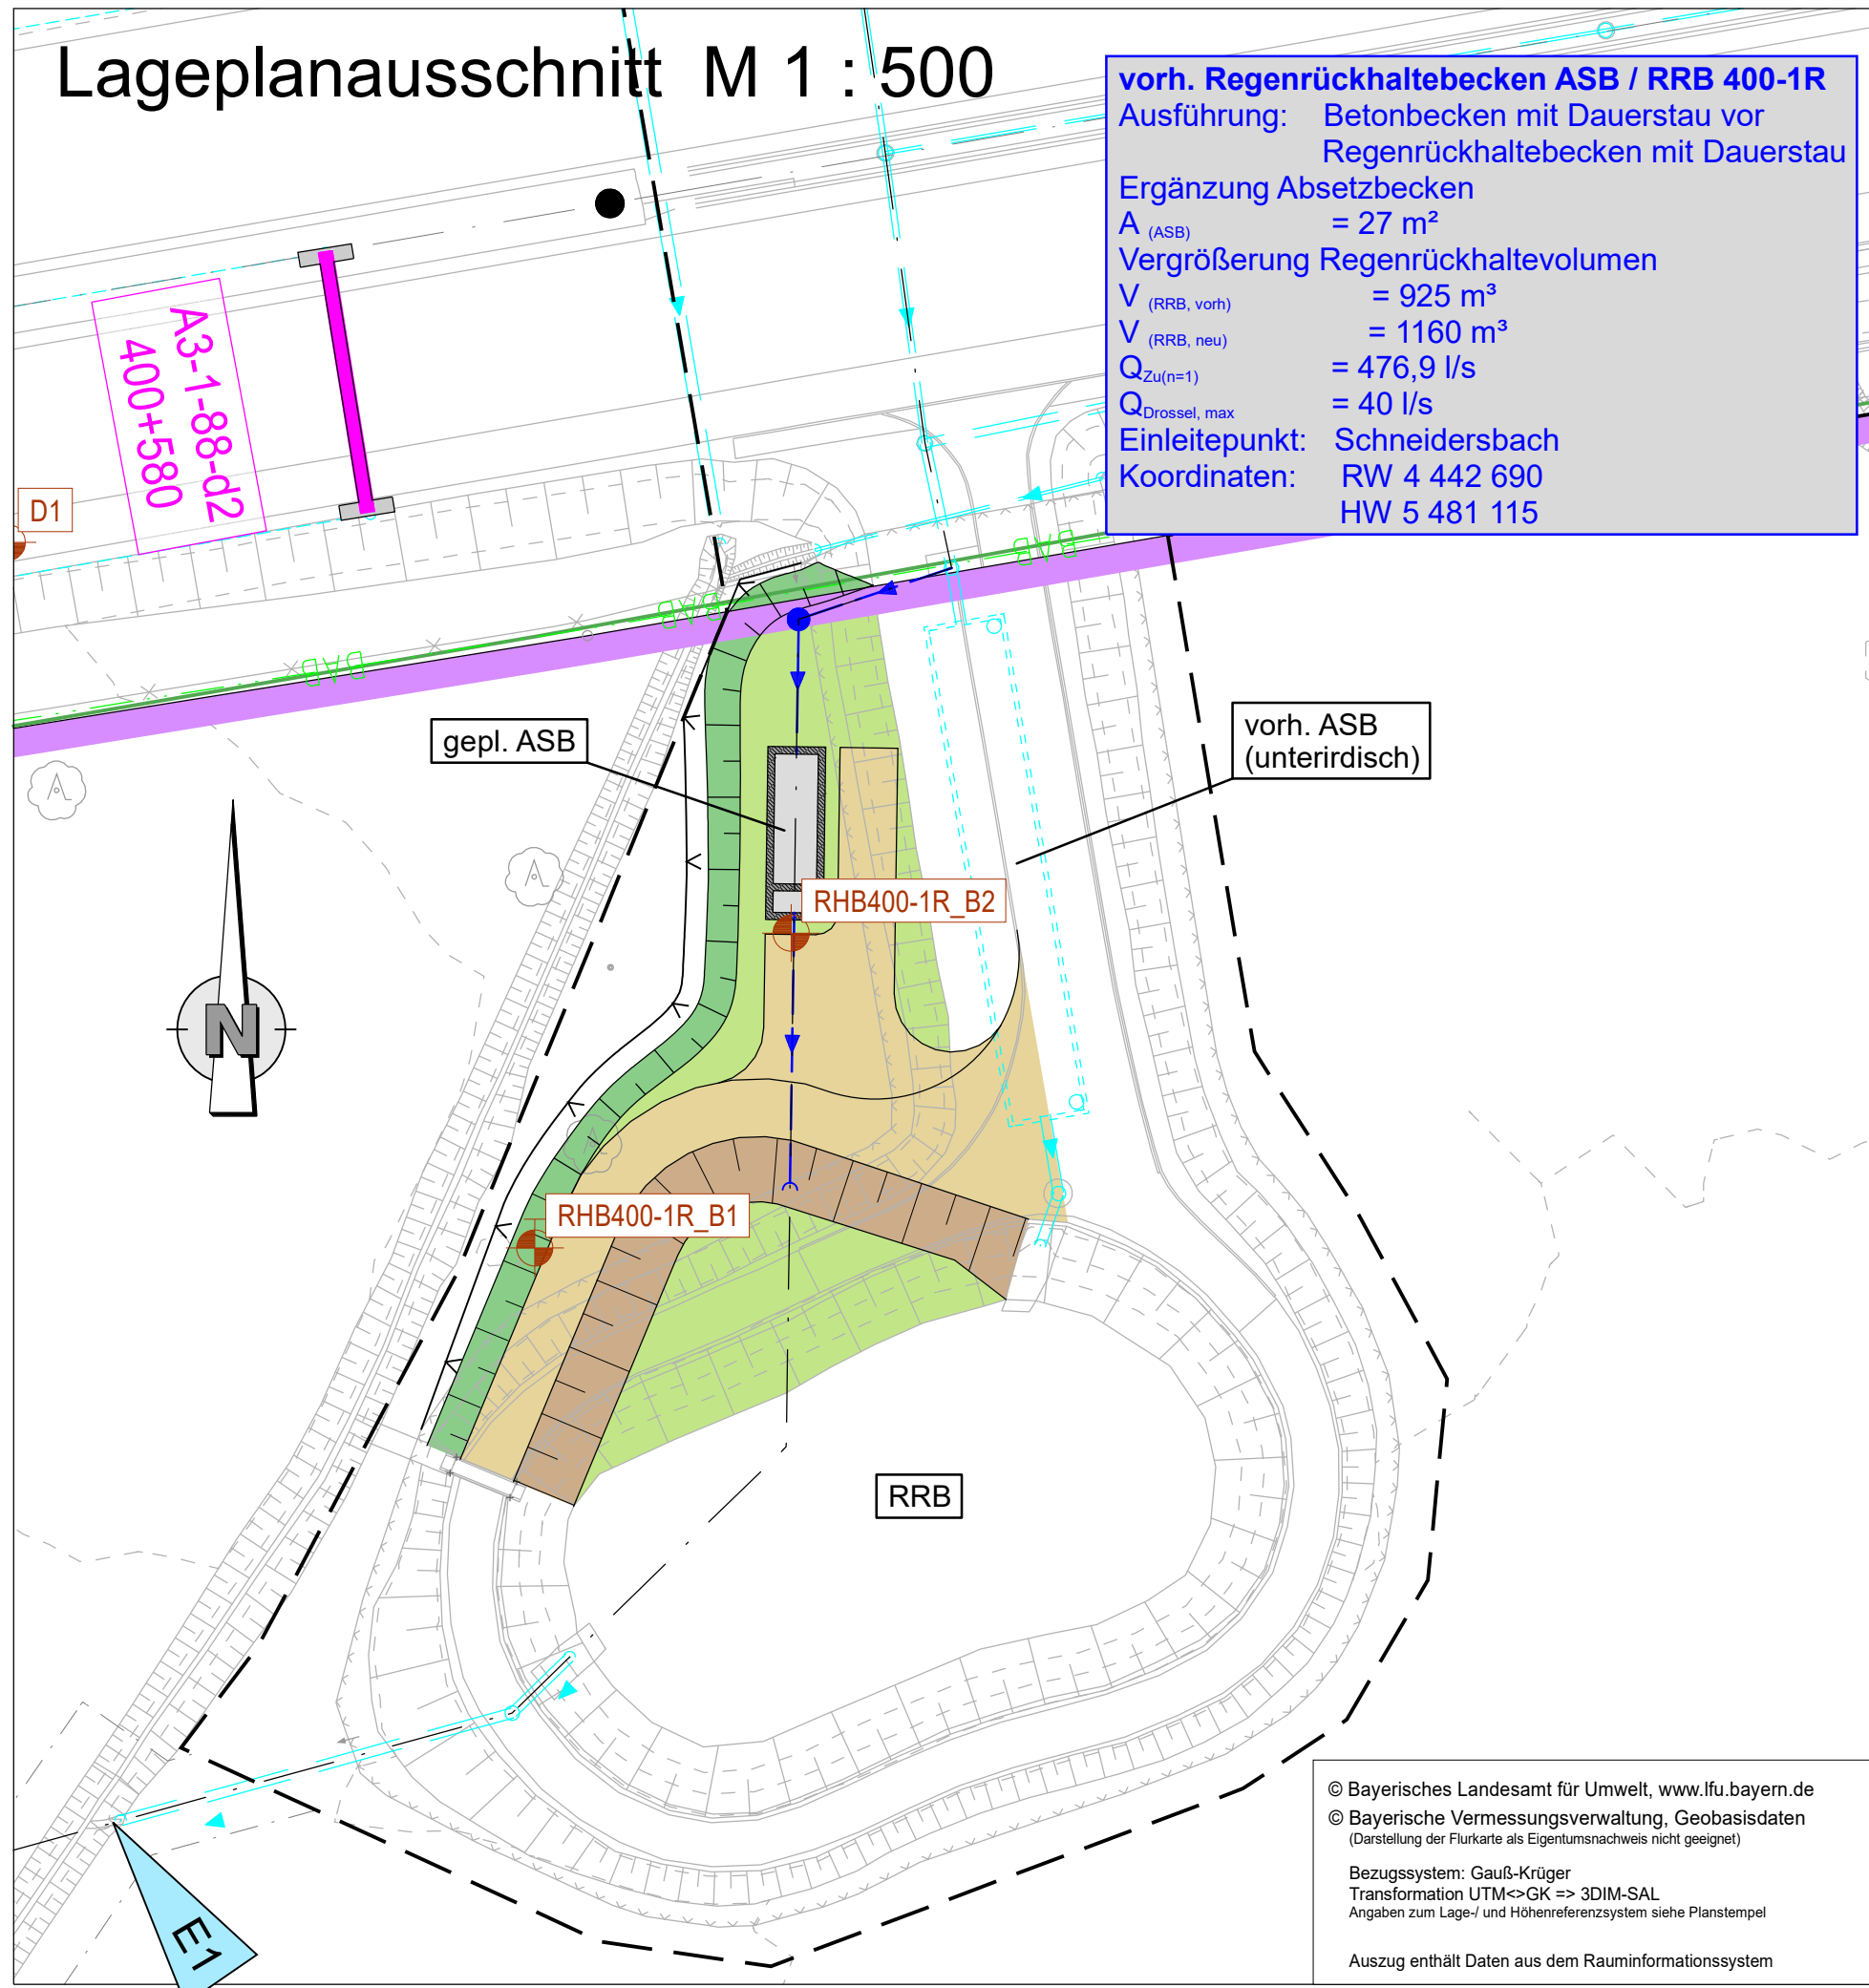 Lageplanausschnitt M 1 : 500
vorh. Regenrückhaltebecken ASB / RRB 400-1R
Ausführung: Betonbecken mit Dauerstau vor
Regenrückhaltebecken mit Dauerstau
Ergänzung Absetzbecken
A (ASB) = 27 m²
Vergrößerung Regenrückhaltevolumen
V (RRB, vorh) = 925 m³
V (RRB, neu) = 1160 m³
QZu(n=1) = 476,9 l/s
QDrossel, max = 40 l/s
Einleitepunkt: Schneidersbach
Koordinaten: RW 4 442 690
HW 5 481 115
A3-1-88-d2
400+580
D1
BAB
BAB
BAB
gepl. ASB
vorh. ASB
(unterirdisch)
RHB400-1R_B2
N
RHB400-1R_B1
RRB
E1
© Bayerisches Landesamt für Umwelt, www.lfu.bayern.de
© Bayerische Vermessungsverwaltung, Geobasisdaten
(Darstellung der Flurkarte als Eigentumsnachweis nicht geeignet)
Bezugssystem: Gauß-Krüger
Transformation UTM<>GK => 3DIM-SAL
Angaben zum Lage-/ und Höhenreferenzsystem siehe Planstempel
Auszug enthält Daten aus dem Rauminformationssystem